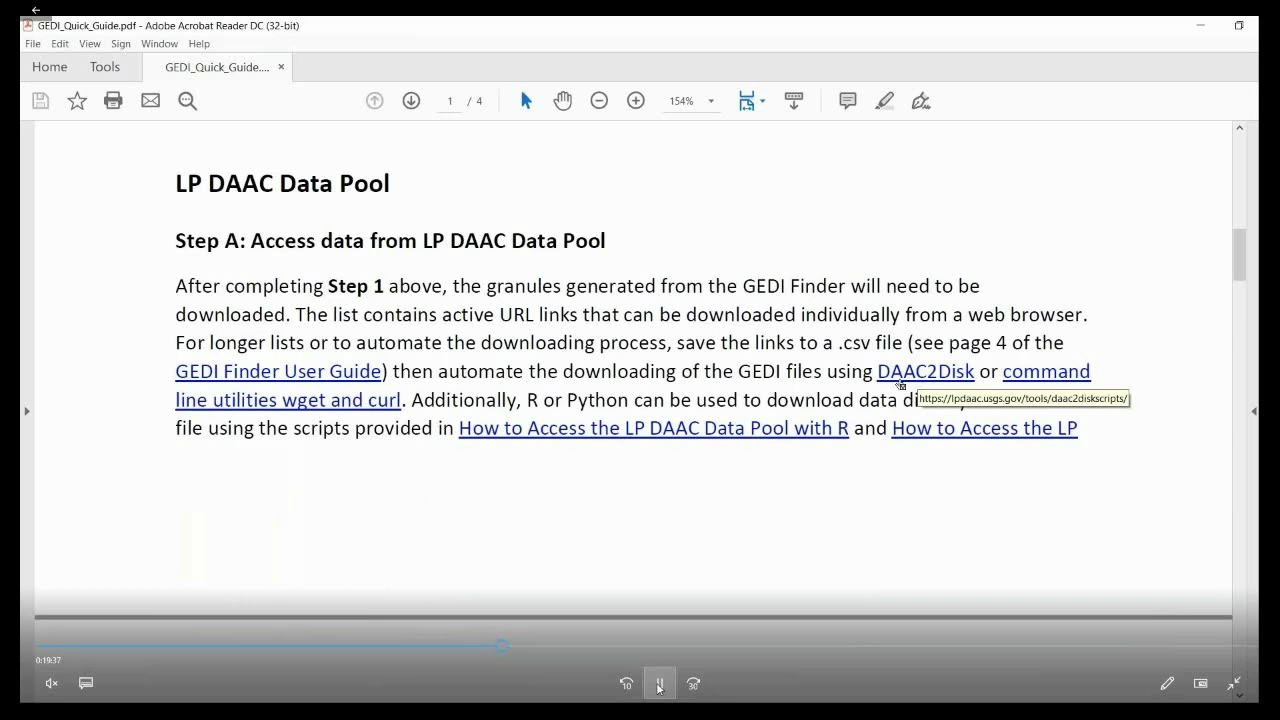 GEDI_Quick_Guide.pdf - Adobe Acrobat Reader DC (32-bit)
File Edit View Sign Window Help
Home Tools GEDI_Quick_Guide.... ×
1 / 4 154%
LP DAAC Data Pool
Step A: Access data from LP DAAC Data Pool
After completing Step 1 above, the granules generated from the GEDI Finder will need to be
downloaded. The list contains active URL links that can be downloaded individually from a web browser.
For longer lists or to automate the downloading process, save the links to a .csv file (see page 4 of the
GEDI Finder User Guide) then automate the downloading of the GEDI files using DAAC2Disk or command
line utilities wget and curl. Additionally, R or Python can be used to download data
https://lpdaac.usgs.gov/tools/daac2diskscripts/
file using the scripts provided in How to Access the LP DAAC Data Pool with R and How to Access the LP
0:19:37
10 30